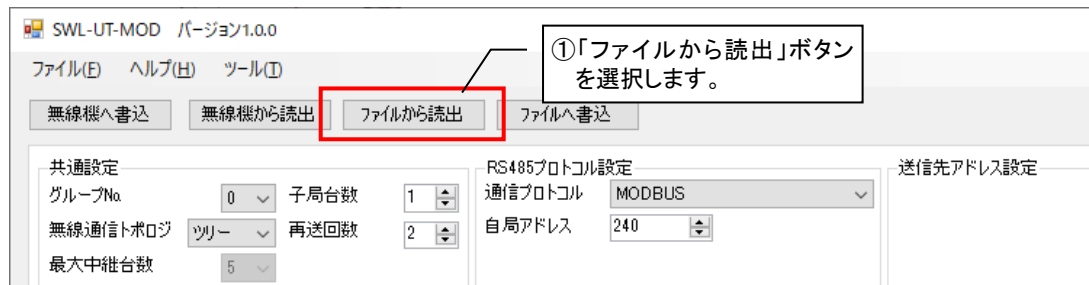 SWL-UT-MOD バージョン1.0.0
①「ファイルから読出」ボタン
を選択します。
ファイル(F) ヘルプ(H) ツール(T)
無線機へ書込 無線機から読出 ファイルから読出 ファイルへ書込
共通設定 RS485プロトコル設定 送信先アドレス設定
グループNo. 0 子局台数 1 通信プロトコル MODBUS
無線通信トポロジ ツリー 再送回数 2 自局アドレス 240
最大中継台数 5